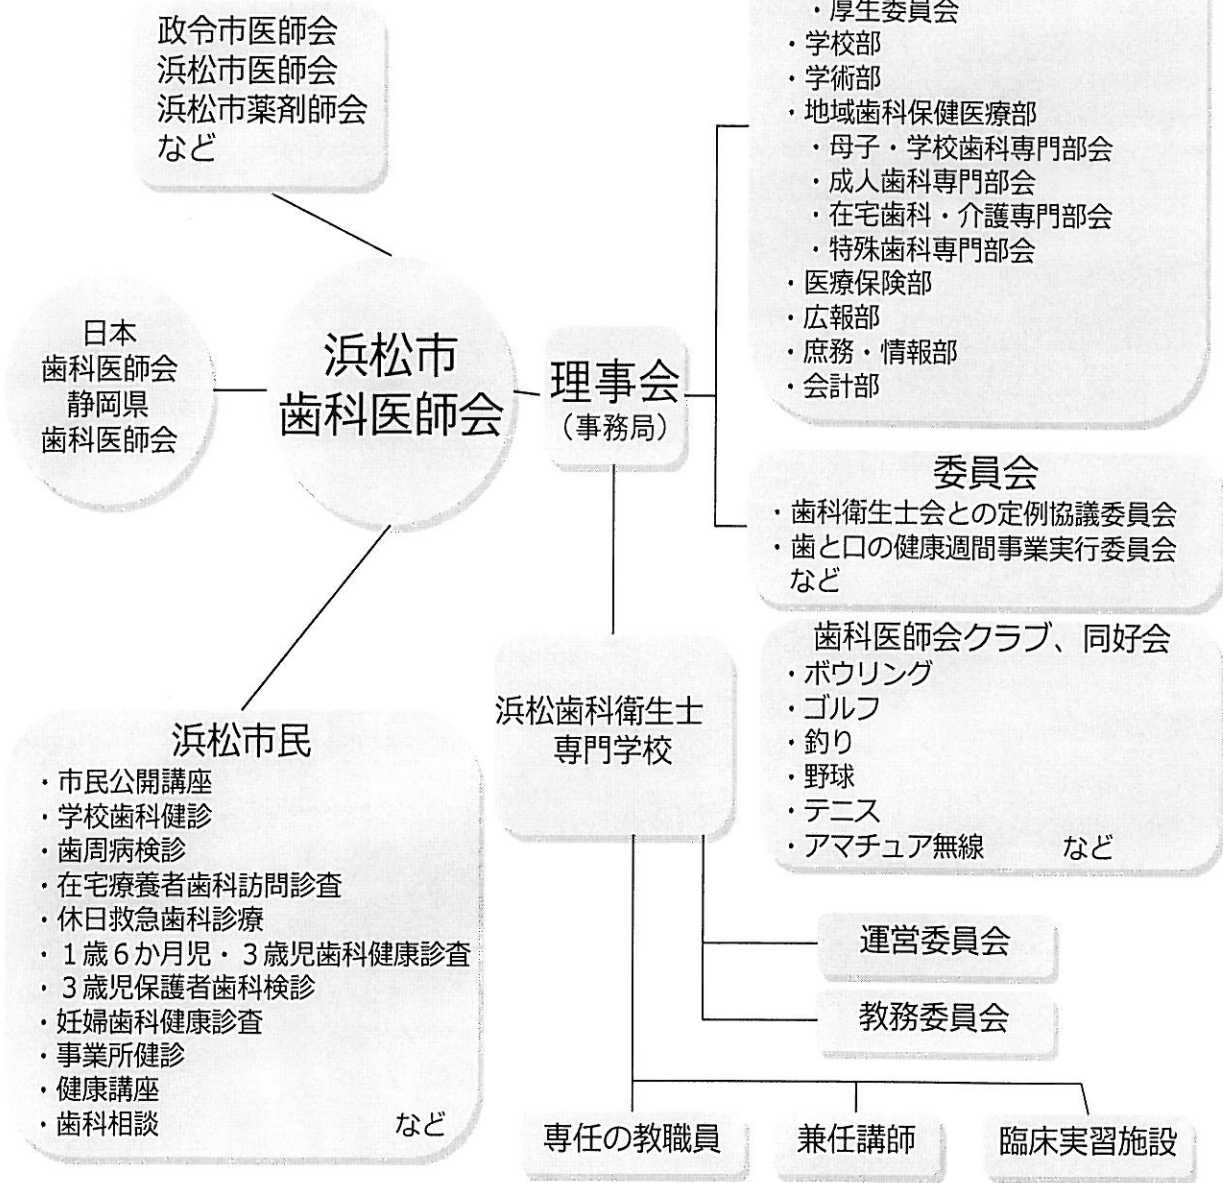 政令市医師会
浜松市医師会
浜松市薬剤師会
など
・厚生委員会
・学校部
・学術部
・地域歯科保健医療部
・母子・学校歯科専門部会
・成人歯科専門部会
・在宅歯科・介護専門部会
・特殊歯科専門部会
・医療保険部
・広報部
・庶務・情報部
・会計部
日本
歯科医師会
静岡県
歯科医師会
浜松市
歯科医師会
理事会
（事務局）
委員会
・歯科衛生士会との定例協議委員会
・歯と口の健康週間事業実行委員会
など
歯科医師会クラブ、同好会
・ボウリング
・ゴルフ
・釣り
・野球
・テニス
・アマチュア無線 など
浜松市民
・市民公開講座
・学校歯科健診
・歯周病検診
・在宅療養者歯科訪問診査
・休日救急歯科診療
・１歳６か月児・３歳児歯科健康診査
・３歳児保護者歯科検診
・妊婦歯科健康診査
・事業所健診
・健康講座
・歯科相談 など
浜松歯科衛生士
専門学校
運営委員会
教務委員会
専任の教職員
兼任講師
臨床実習施設